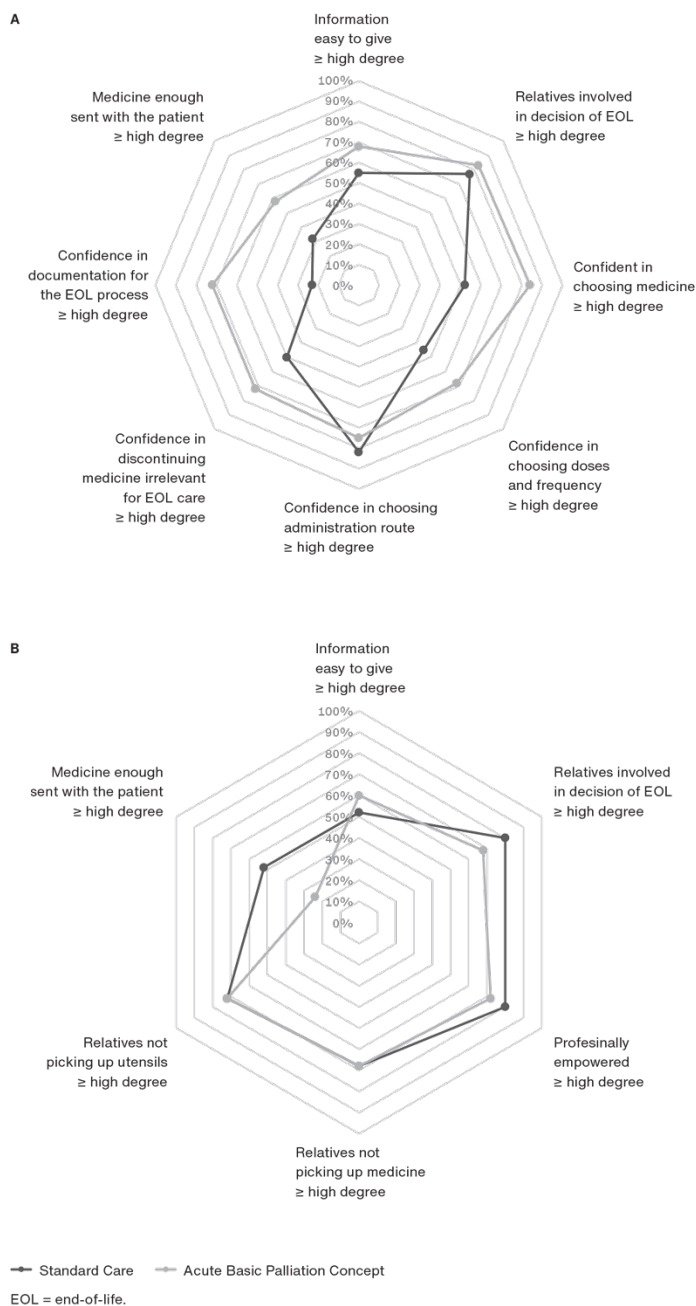 A
Information
easy to give
≥ high degree
Medicine enough
sent with the patient
≥ high degree
Relatives involved
in decision of EOL
≥ high degree
100%
90%
80%
70%
60%
50%
40%
30%
20%
10%
0%
Confidence in
documentation for
the EOL process
≥ high degree
Confident in
choosing medicine
≥ high degree
Confidence in
discontinuing
medicine irrelevant
for EOL care
≥ high degree
Confidence in
choosing doses
and frequency
≥ high degree
Confidence in choosing
administration route
≥ high degree
B
Information
easy to give
≥ high degree
Medicine enough
sent with the patient
≥ high degree
Relatives involved
in decision of EOL
≥ high degree
100%
90%
80%
70%
60%
50%
40%
30%
20%
10%
0%
Relatives not
picking up utensils
≥ high degree
Profesinally
empowered
≥ high degree
Relatives not
picking up medicine
≥ high degree
Standard Care
Acute Basic Palliation Concept
EOL = end-of-life.